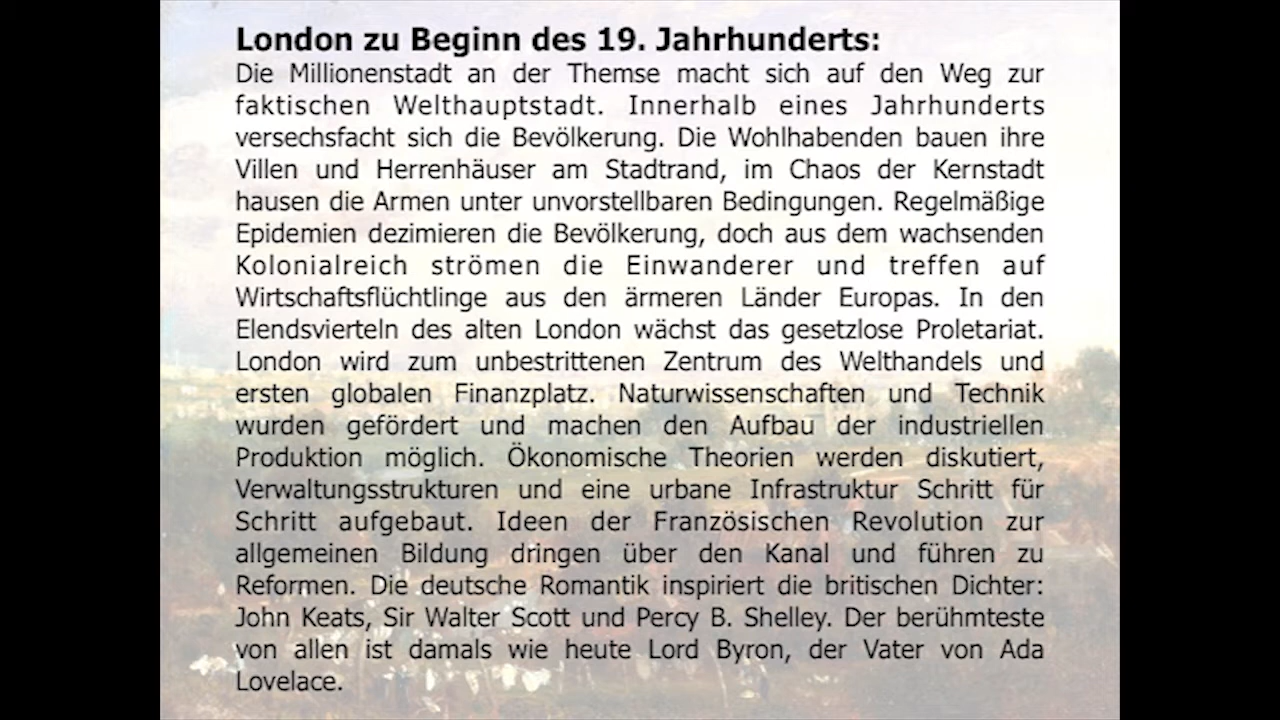 London zu Beginn des 19. Jahrhunderts:
Die Millionenstadt an der Themse macht sich auf den Weg zur
faktischen Welthauptstadt. Innerhalb eines Jahrhunderts
versechsfacht sich die Bevölkerung. Die Wohlhabenden bauen ihre
Villen und Herrenhäuser am Stadtrand, im Chaos der Kernstadt
hausen die Armen unter unvorstellbaren Bedingungen. Regelmäßige
Epidemien dezimieren die Bevölkerung, doch aus dem wachsenden
Kolonialreich strömen die Einwanderer und treffen auf
Wirtschaftsflüchtlinge aus den ärmeren Länder Europas. In den
Elendsvierteln des alten London wächst das gesetzlose Proletariat.
London wird zum unbestrittenen Zentrum des Welthandels und
ersten globalen Finanzplatz. Naturwissenschaften und Technik
wurden gefördert und machen den Aufbau der industriellen
Produktion möglich. Ökonomische Theorien werden diskutiert,
Verwaltungsstrukturen und eine urbane Infrastruktur Schritt für
Schritt aufgebaut. Ideen der Französischen Revolution zur
allgemeinen Bildung dringen über den Kanal und führen zu
Reformen. Die deutsche Romantik inspiriert die britischen Dichter:
John Keats, Sir Walter Scott und Percy B. Shelley. Der berühmteste
von allen ist damals wie heute Lord Byron, der Vater von Ada
Lovelace.